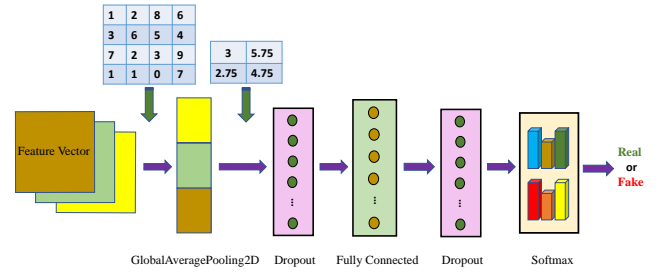 1 2 8 6
3 6 5 4
7 2 3 9
1 1 0 7
3 5.75
2.75 4.75
Feature Vector
...
...
...
Real
or
Fake
GlobalAveragePooling2D Dropout Fully Connected Dropout Softmax